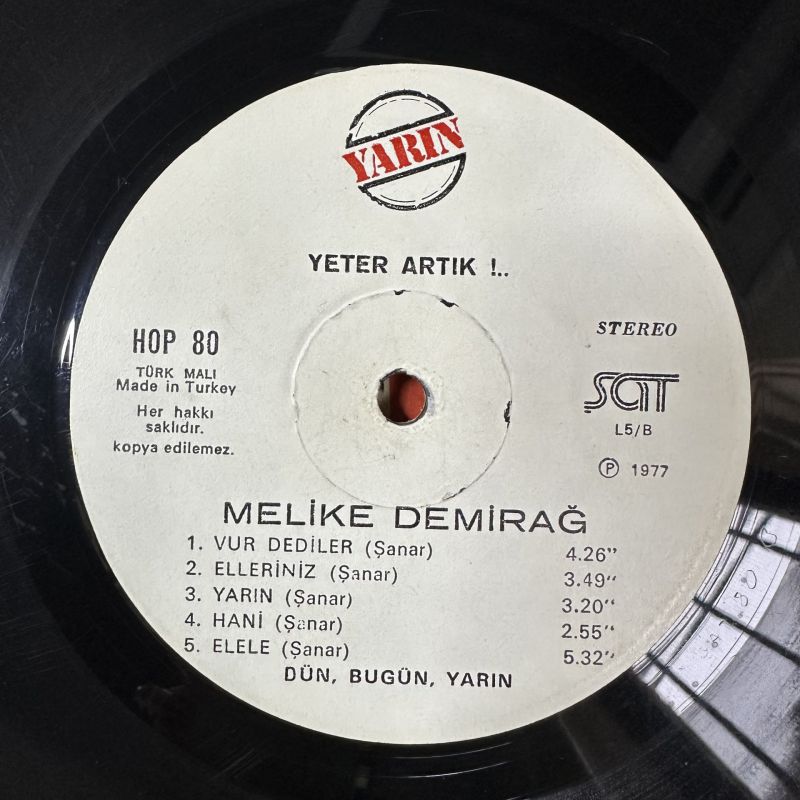 YARIN
YETER ARTIK !..
HOP 80
TÜRK MALI
Made in Turkey
Her hakkı
saklıdır.
kopya edilemez.
STEREO
SAT
L5/B
Ⓟ 1977
MELİKE DEMİRAĞ
1. VUR DEDİLER (Şanar) 4.26"
2. ELLERİNİZ (Şanar) 3.49"
3. YARIN (Şanar) 3.20"
4. HANİ (Şanar) 2.55"
5. ELELE (Şanar) 5.32"
DÜN, BUGÜN, YARIN